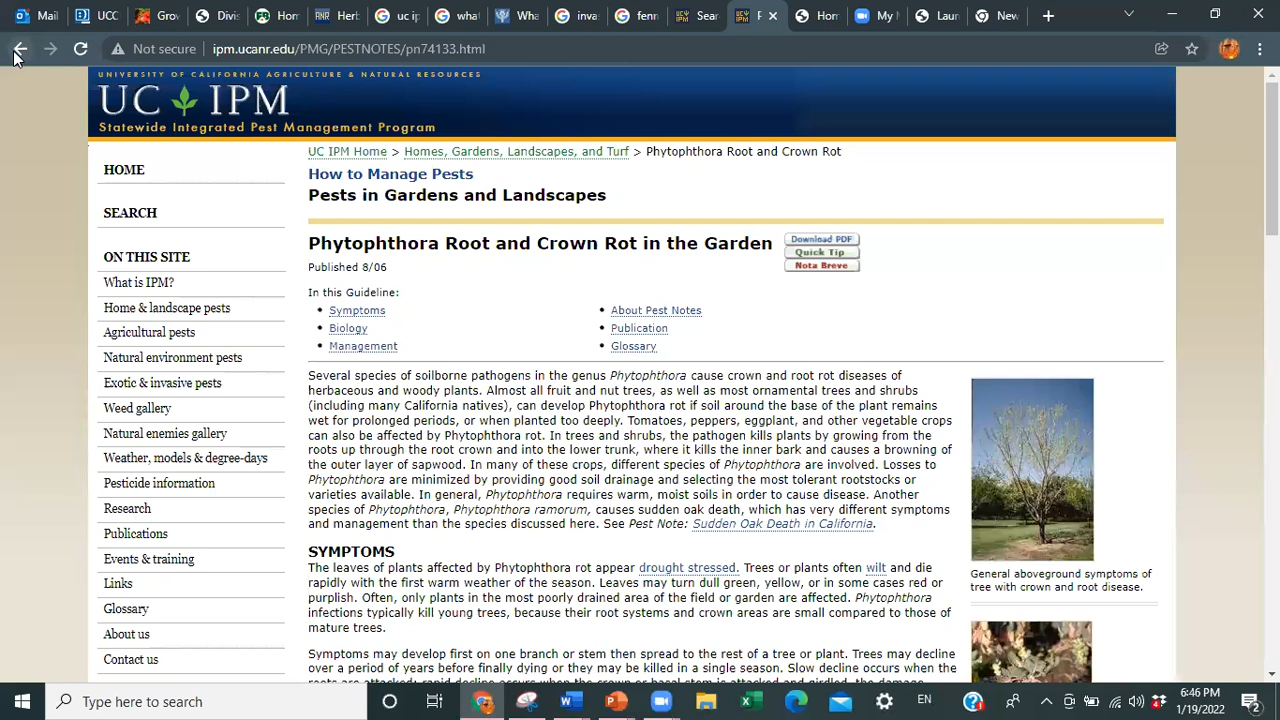 Mail
Gro
Divis
Hom
Herb
uc ip
what
Wha
inva
fenn
Sear
F
Hor
My
Laun
New
Not secure ipm.ucanr.edu/PMG/PESTNOTES/pn74133.html
UNIVERSITY OF CALIFORNIA AGRICULTURE & NATURAL RESOURCES
UC IPM
Statewide Integrated Pest Management Program
HOME
SEARCH
ON THIS SITE
What is IPM?
Home & landscape pests
Agricultural pests
Natural environment pests
Exotic & invasive pests
Weed gallery
Natural enemies gallery
Weather, models & degree-days
Pesticide information
Research
Publications
Events & training
Links
Glossary
About us
Contact us
UC IPM Home > Homes, Gardens, Landscapes, and Turf > Phytophthora Root and Crown Rot
How to Manage Pests
Pests in Gardens and Landscapes
Phytophthora Root and Crown Rot in the Garden
Download PDF
Quick Tip
Nota Breve
Published 8/06
In this Guideline:
• Symptoms
• Biology
• Management
• About Pest Notes
• Publication
• Glossary
Several species of soilborne pathogens in the genus Phytophthora cause crown and root rot diseases of
herbaceous and woody plants. Almost all fruit and nut trees, as well as most ornamental trees and shrubs
(including many California natives), can develop Phytophthora rot if soil around the base of the plant remains
wet for prolonged periods, or when planted too deeply. Tomatoes, peppers, eggplant, and other vegetable crops
can also be affected by Phytophthora rot. In trees and shrubs, the pathogen kills plants by growing from the
roots up through the root crown and into the lower trunk, where it kills the inner bark and causes a browning of
the outer layer of sapwood. In many of these crops, different species of Phytophthora are involved. Losses to
Phytophthora are minimized by providing good soil drainage and selecting the most tolerant rootstocks or
varieties available. In general, Phytophthora requires warm, moist soils in order to cause disease. Another
species of Phytophthora, Phytophthora ramorum, causes sudden oak death, which has very different symptoms
and management than the species discussed here. See Pest Note: Sudden Oak Death in California.
SYMPTOMS
The leaves of plants affected by Phytophthora rot appear drought stressed. Trees or plants often wilt and die
rapidly with the first warm weather of the season. Leaves may turn dull green, yellow, or in some cases red or
purplish. Often, only plants in the most poorly drained area of the field or garden are affected. Phytophthora
infections typically kill young trees, because their root systems and crown areas are small compared to those of
mature trees.
Symptoms may develop first on one branch or stem then spread to the rest of a tree or plant. Trees may decline
over a period of years before finally dying or they may be killed in a single season. Slow decline occurs when the
General aboveground symptoms of
tree with crown and root disease.
Type here to search
EN
6:46 PM
1/19/2022
2